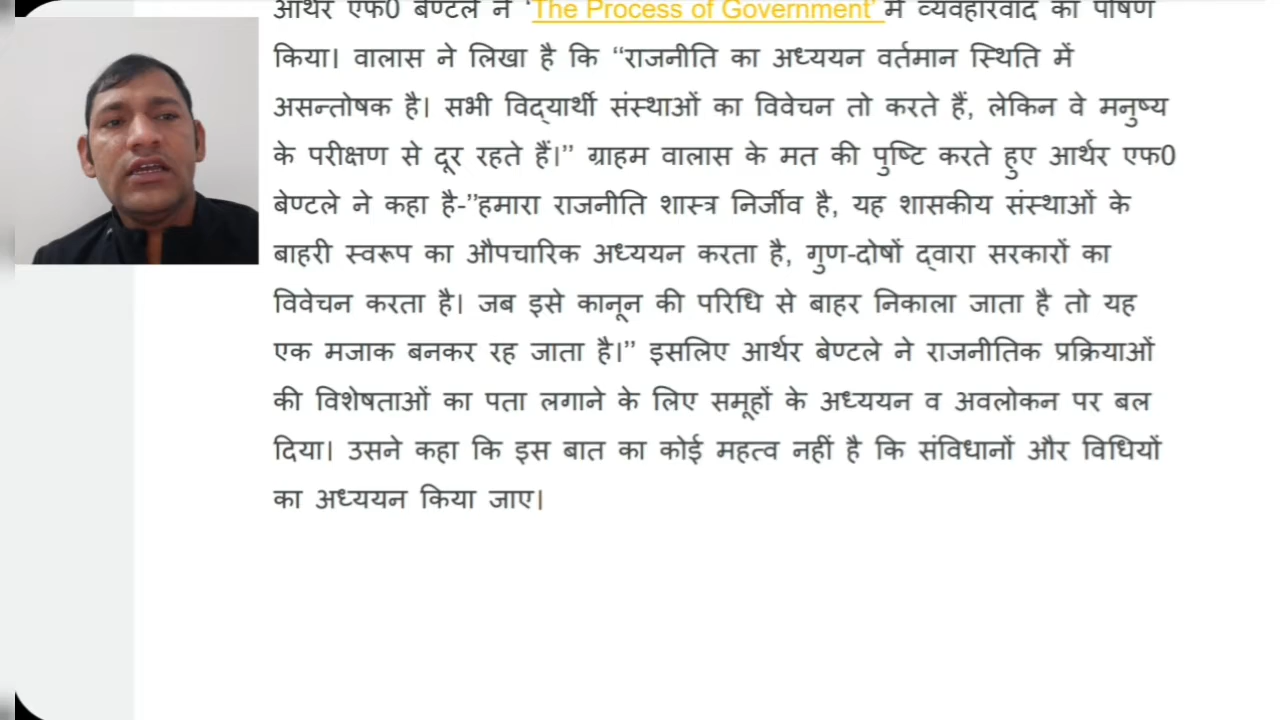 आर्थर एफ0 बेण्टले ने ‘The Process of Government’ में व्यवहारवाद का पोषण
किया। वालास ने लिखा है कि “राजनीति का अध्ययन वर्तमान स्थिति में
असन्तोषक है। सभी विद्यार्थी संस्थाओं का विवेचन तो करते हैं, लेकिन वे मनुष्य
के परीक्षण से दूर रहते हैं।” ग्राहम वालास के मत की पुष्टि करते हुए आर्थर एफ0
बेण्टले ने कहा है-”हमारा राजनीति शास्त्र निर्जीव है, यह शासकीय संस्थाओं के
बाहरी स्वरूप का औपचारिक अध्ययन करता है, गुण-दोषों द्वारा सरकारों का
विवेचन करता है। जब इसे कानून की परिधि से बाहर निकाला जाता है तो यह
एक मजाक बनकर रह जाता है।” इसलिए आर्थर बेण्टले ने राजनीतिक प्रक्रियाओं
की विशेषताओं का पता लगाने के लिए समूहों के अध्ययन व अवलोकन पर बल
दिया। उसने कहा कि इस बात का कोई महत्व नहीं है कि संविधानों और विधियों
का अध्ययन किया जाए।